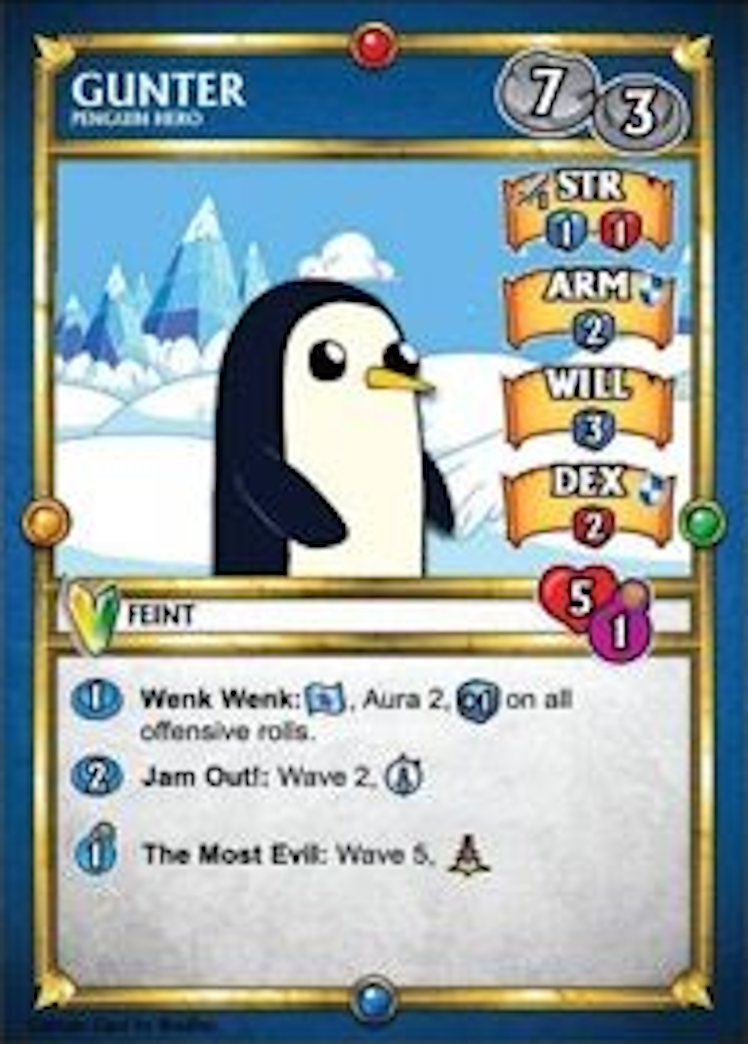 GUNTER
PENGUIN HERO
7
3
STR
1 1
ARM
2
WILL
3
DEX
2
FEINT
5
1
1 Wenk Wenk: , Aura 2, on all
offensive rolls.
2 Jam Out!: Wave 2,
1 The Most Evil: Wave 5,